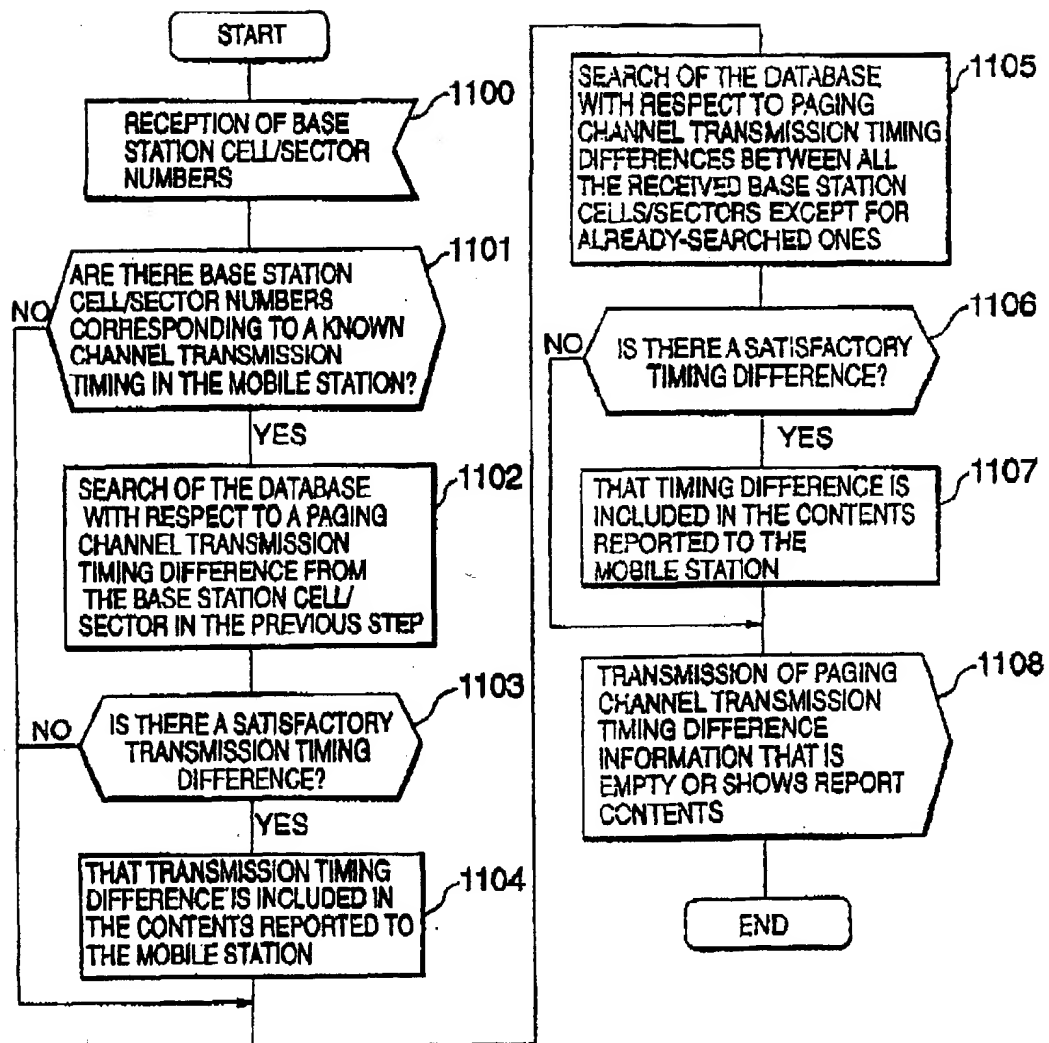 START
1100
RECEPTION OF BASE
STATION CELL/SECTOR
NUMBERS
1101
ARE THERE BASE STATION
CELL/SECTOR NUMBERS
CORRESPONDING TO A KNOWN
CHANNEL TRANSMISSION
TIMING IN THE MOBILE STATION?
NO
YES
1102
SEARCH OF THE DATABASE
WITH RESPECT TO A PAGING
CHANNEL TRANSMISSION
TIMING DIFFERENCE FROM
THE BASE STATION CELL/
SECTOR IN THE PREVIOUS STEP
1103
IS THERE A SATISFACTORY
TRANSMISSION TIMING
DIFFERENCE?
NO
YES
1104
THAT TRANSMISSION TIMING
DIFFERENCE IS INCLUDED IN
THE CONTENTS REPORTED TO
THE MOBILE STATION
1105
SEARCH OF THE DATABASE
WITH RESPECT TO PAGING
CHANNEL TRANSMISSION TIMING
DIFFERENCES BETWEEN ALL
THE RECEIVED BASE STATION
CELLS/SECTORS EXCEPT FOR
ALREADY-SEARCHED ONES
1106
IS THERE A SATISFACTORY
TIMING DIFFERENCE?
NO
YES
1107
THAT TIMING DIFFERENCE IS
INCLUDED IN THE CONTENTS
REPORTED TO THE
MOBILE STATION
1108
TRANSMISSION OF PAGING
CHANNEL TRANSMISSION
TIMING DIFFERENCE
INFORMATION THAT IS
EMPTY OR SHOWS REPORT
CONTENTS
END